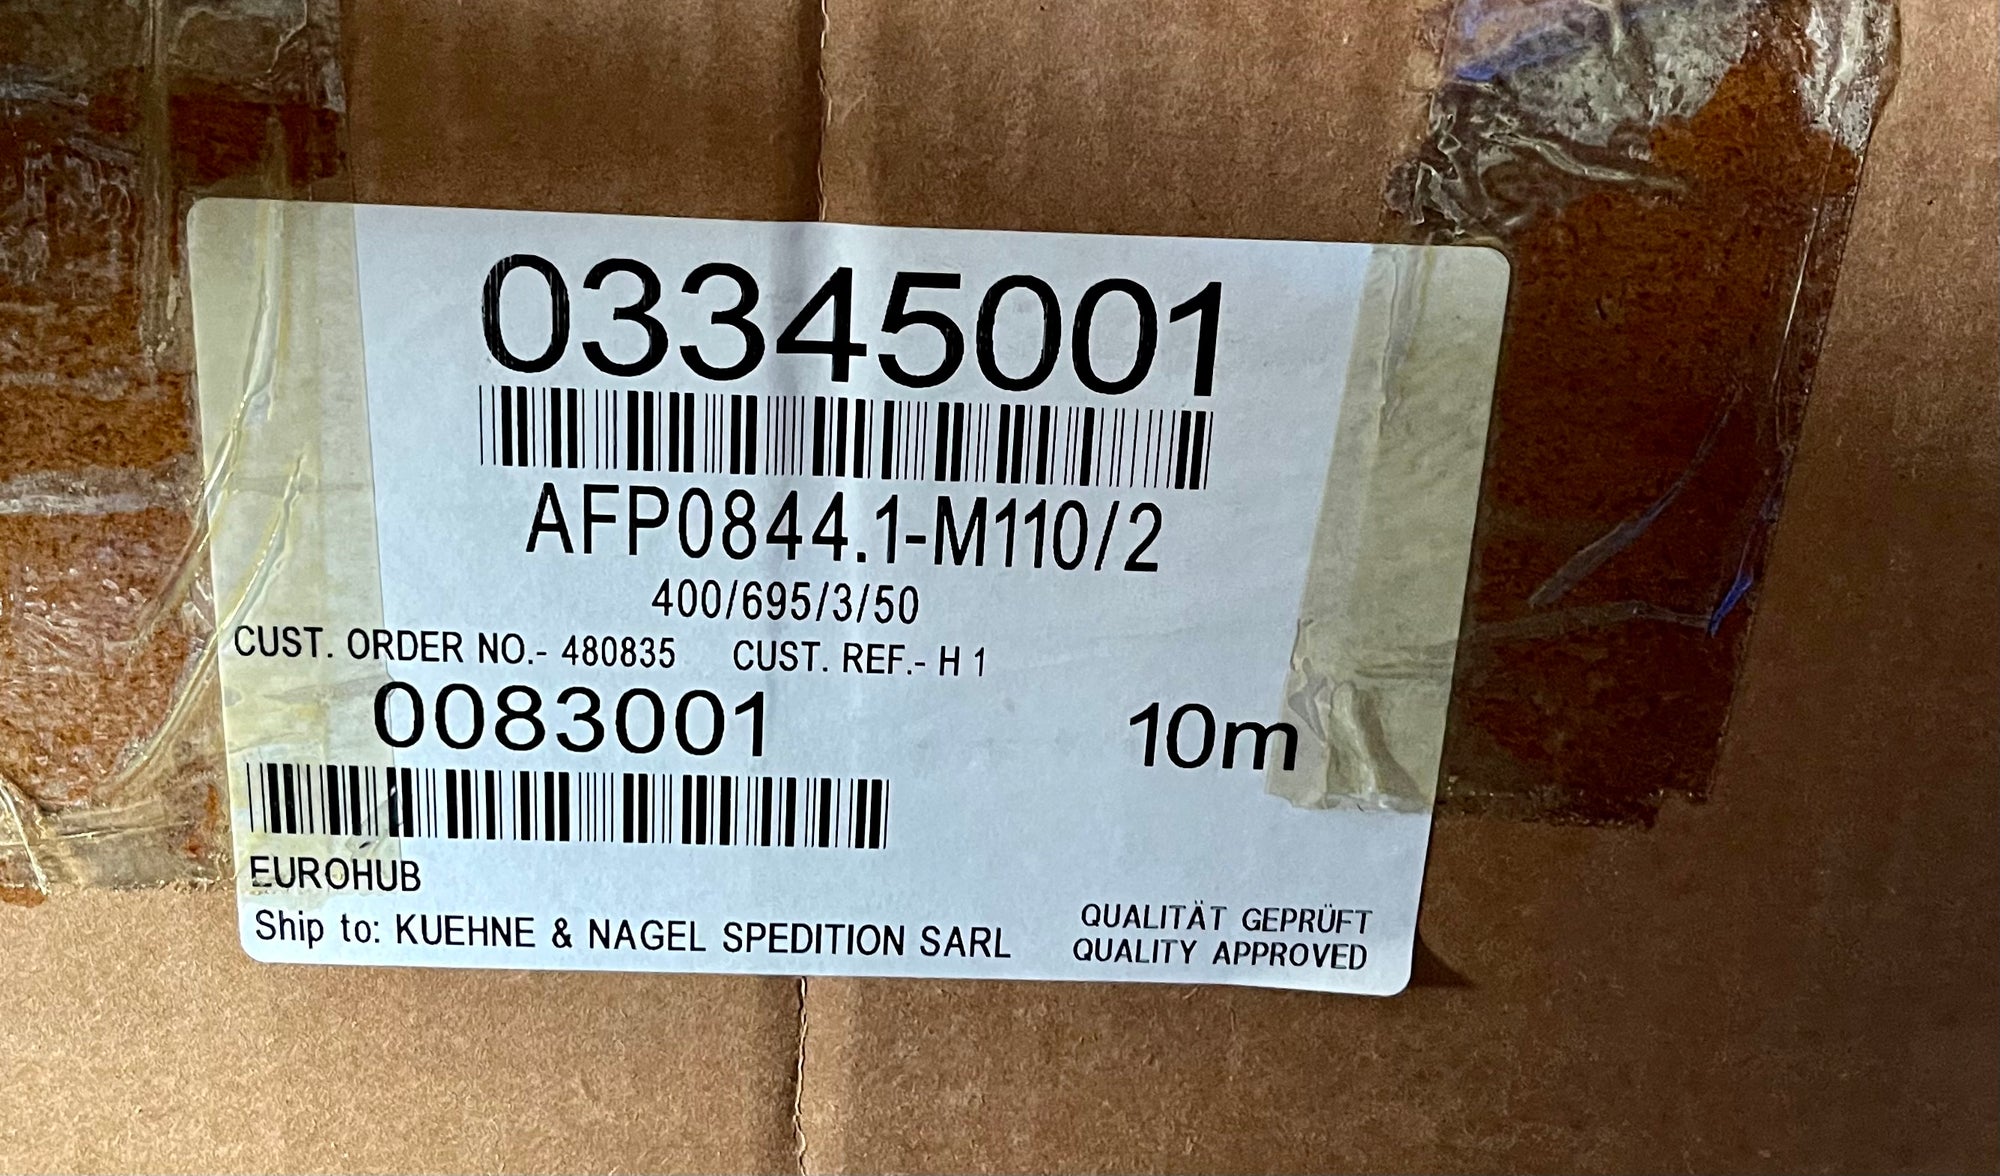 03345001
AFP0844.1-M110/2
400/695/3/50
CUST. ORDER NO.- 480835 CUST. REF.- H 1
0083001 10m
EUROHUB
Ship to: KUEHNE & NAGEL SPEDITION SARL
QUALITÄT GEPRÜFT
QUALITY APPROVED